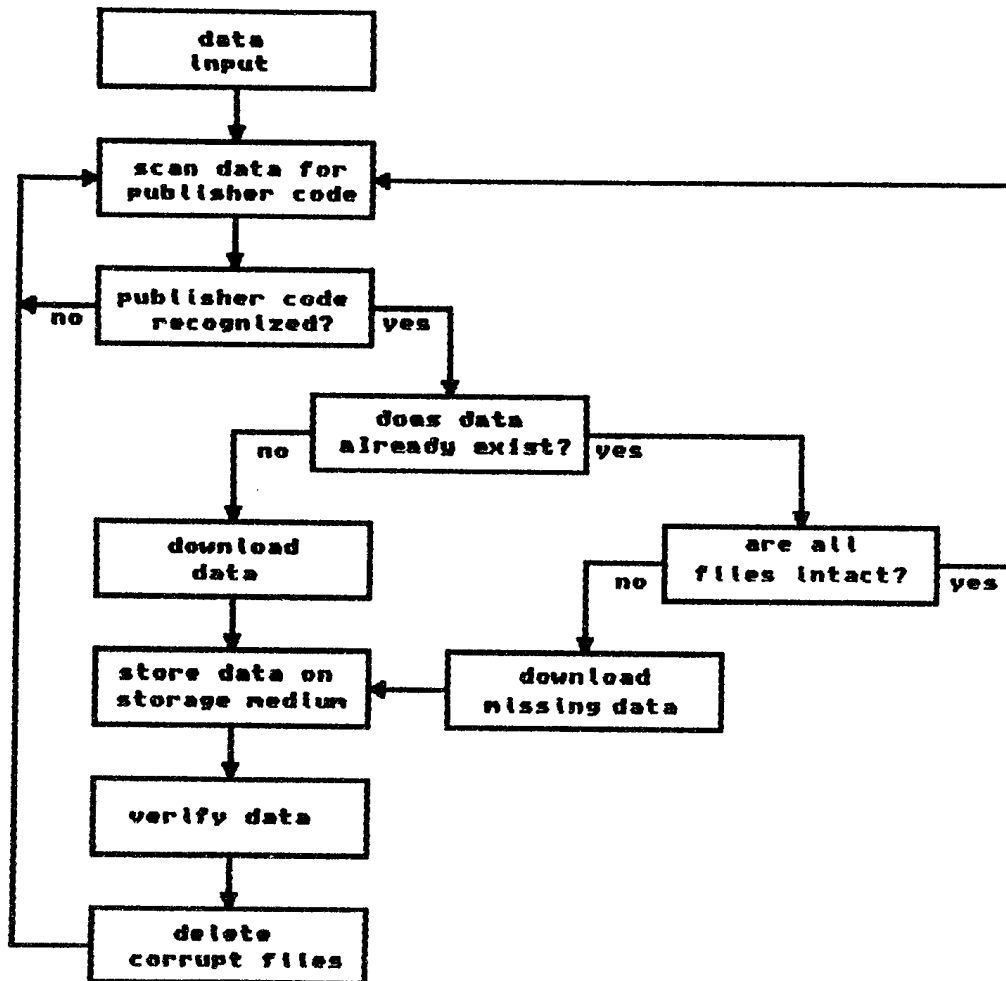 data
input
scan data for
publisher code
publisher code
recognized?
no
yes
does data
already exist?
no
yes
download
data
are all
files intact?
no
yes
store data on
storage medium
download
missing data
verify data
delete
corrupt files